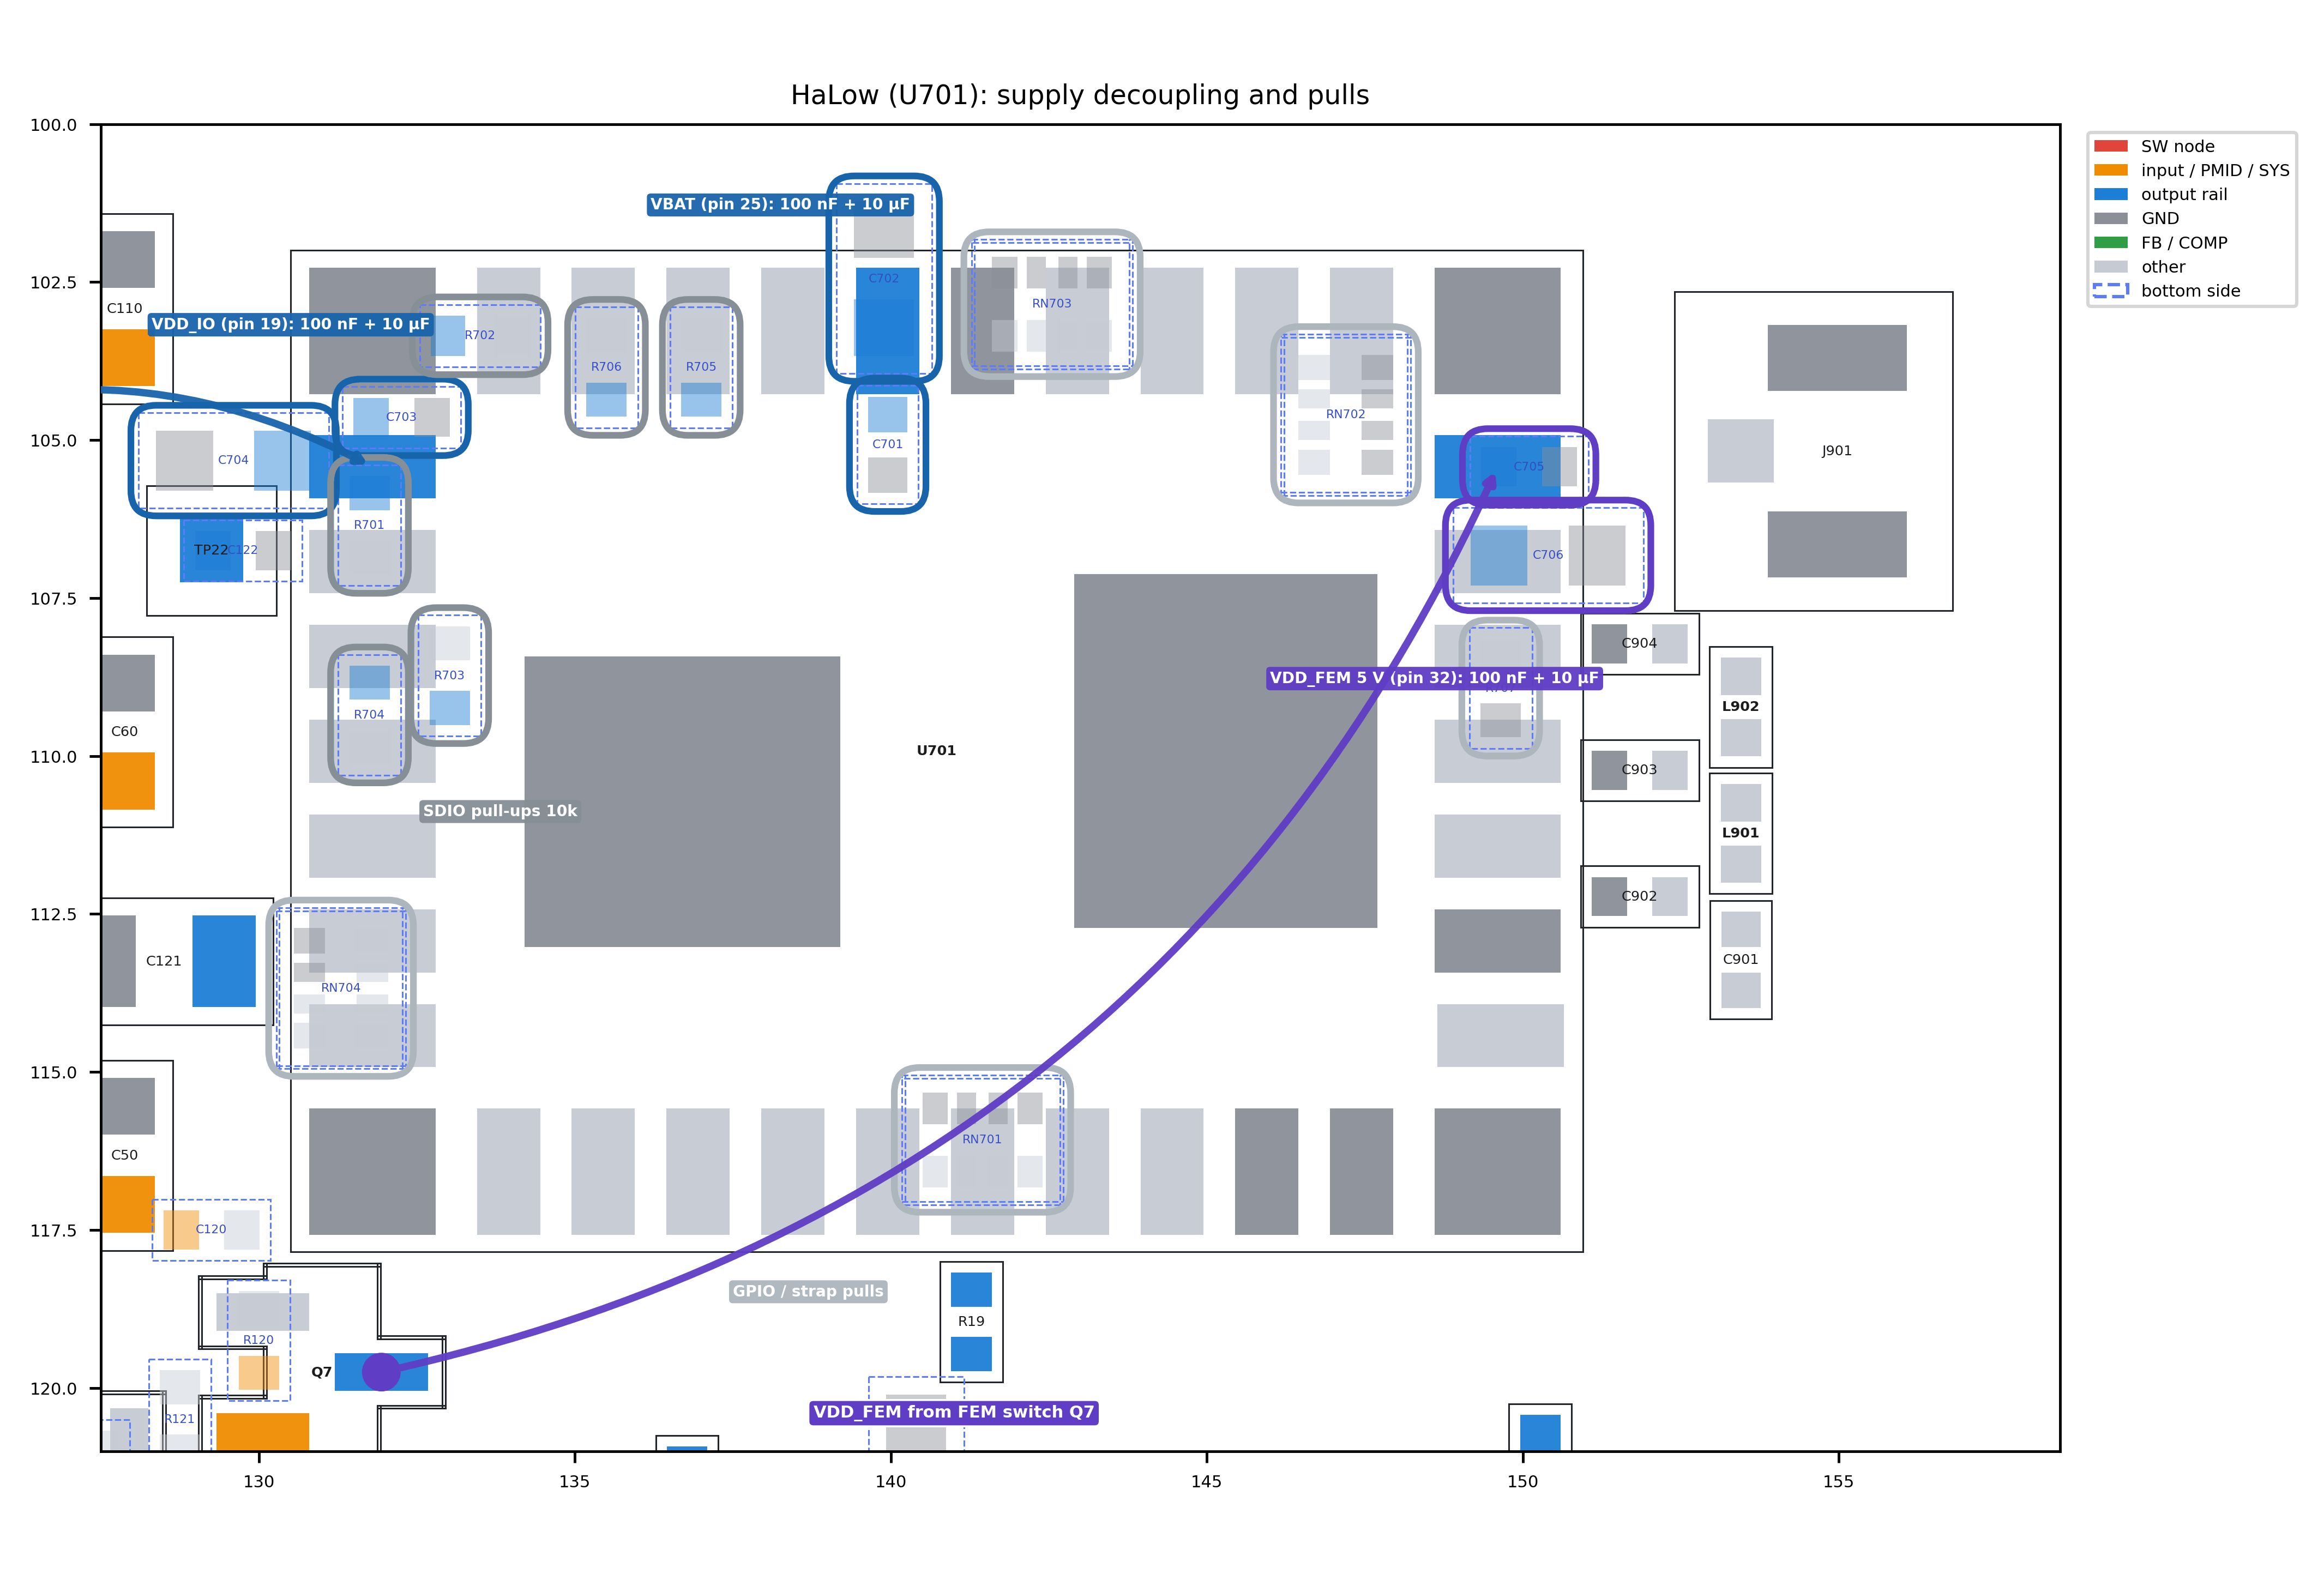 HaLow (U701): supply decoupling and pulls
100.0
102.5
105.0
107.5
110.0
112.5
115.0
117.5
120.0
130
135
140
145
150
155
SW node
input / PMID / SYS
output rail
GND
FB / COMP
other
bottom side
VBAT (pin 25): 100 nF + 10 µF
C702
RN703
C110
VDD_IO (pin 19): 100 nF + 10 µF
R702
R706
R705
C703
C701
RN702
C704
C705
J901
R701
TP22
C122
C706
C904
R703
VDD_FEM 5 V (pin 32): 100 nF + 10 µF
R704
L902
C60
U701
C903
SDIO pull-ups 10k
L901
C902
C121
RN704
C901
C50
RN701
C120
GPIO / strap pulls
R19
R120
Q7
R121
VDD_FEM from FEM switch Q7